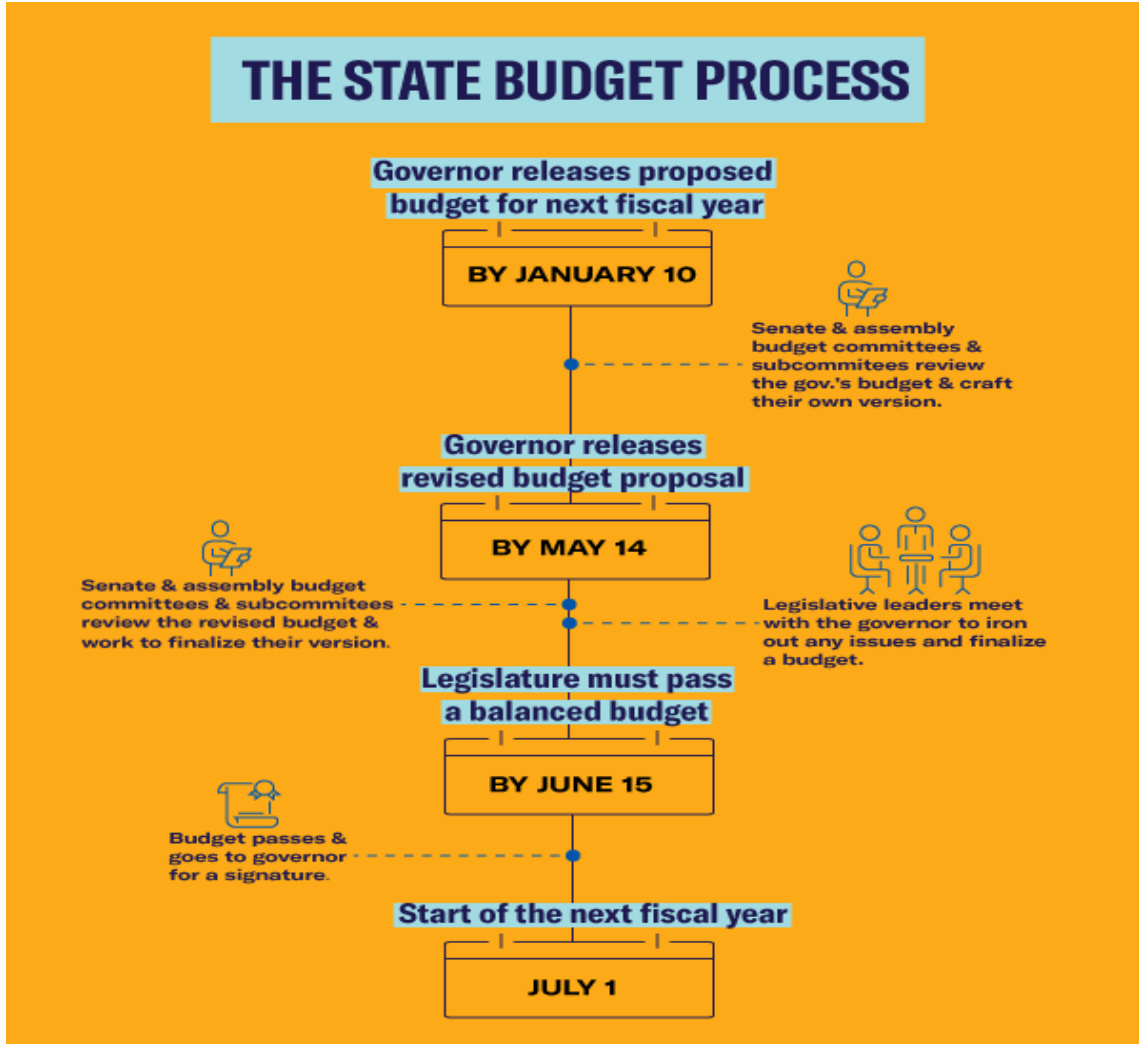 THE STATE BUDGET PROCESS
Governor releases proposed
budget for next fiscal year
BY JANUARY 10
Senate & assembly
budget committees &
subcommitees review
the gov.'s budget & craft
their own version.
Governor releases
revised budget proposal
BY MAY 14
Senate & assembly budget
committees & subcommitees
review the revised budget &
work to finalize their version.
Legislative leaders meet
with the governor to iron
out any issues and finalize
a budget.
Legislature must pass
a balanced budget
BY JUNE 15
Budget passes &
goes to governor
for a signature.
Start of the next fiscal year
JULY 1